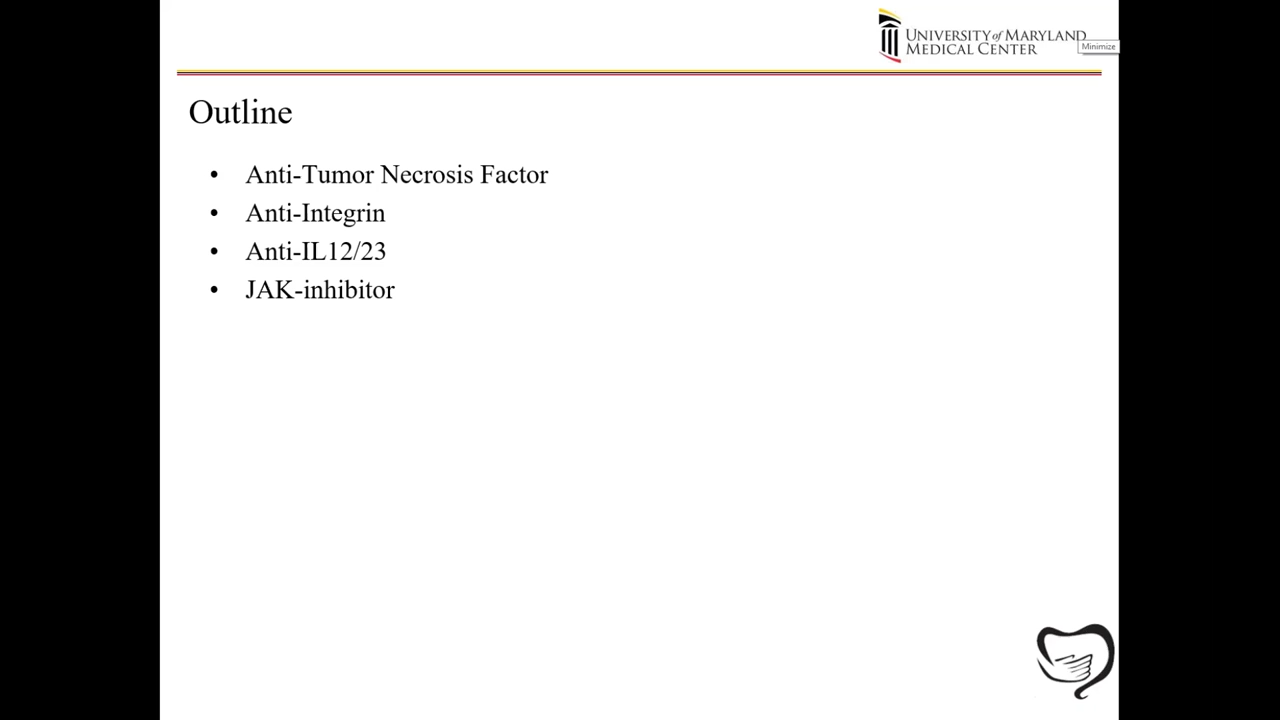 UNIVERSITY of MARYLAND
MEDICAL CENTER
Minimize
Outline
• Anti-Tumor Necrosis Factor
• Anti-Integrin
• Anti-IL12/23
• JAK-inhibitor